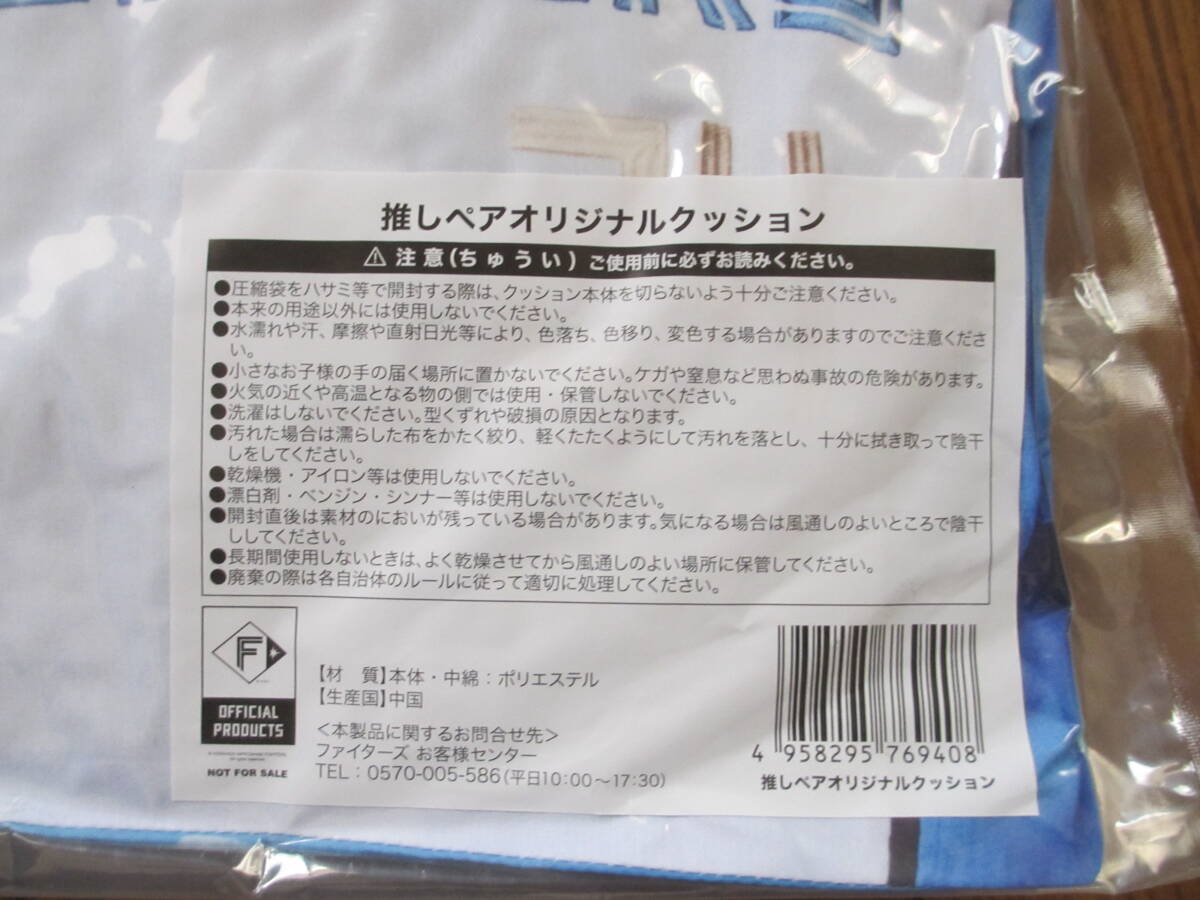 推しペアオリジナルクッション
⚠ 注意(ちゅうい) ご使用前に必ずお読みください。
●圧縮袋をハサミ等で開封する際は、クッション本体を切らないよう十分ご注意ください。
●本来の用途以外には使用しないでください。
●水濡れや汗、摩擦や直射日光等により、色落ち、色移り、変色する場合がありますのでご注意くださ
い。
●小さなお子様の手の届く場所に置かないでください。ケガや窒息など思わぬ事故の危険があります。
●火気の近くや高温となる物の側では使用・保管しないでください。
●洗濯はしないでください。型くずれや破損の原因となります。
●汚れた場合は濡らした布をかたく絞り、軽くたたくようにして汚れを落とし、十分に拭き取って陰干
しをしてください。
●乾燥機・アイロン等は使用しないでください。
●漂白剤・ベンジン・シンナー等は使用しないでください。
●開封直後は素材のにおいが残っている場合があります。気になる場合は風通しのよいところで陰干
ししてください。
●長期間使用しないときは、よく乾燥させてから風通しのよい場所に保管してください。
●廃棄の際は各自治体のルールに従って適切に処理してください。
F
OFFICIAL
PRODUCTS
NOT FOR SALE
【材 質】本体・中綿：ポリエステル
【生産国】中国
<本製品に関するお問合せ先>
ファイターズ お客様センター
TEL：0570-005-586(平日10:00〜17:30)
4 958295 769408
推しペアオリジナルクッション